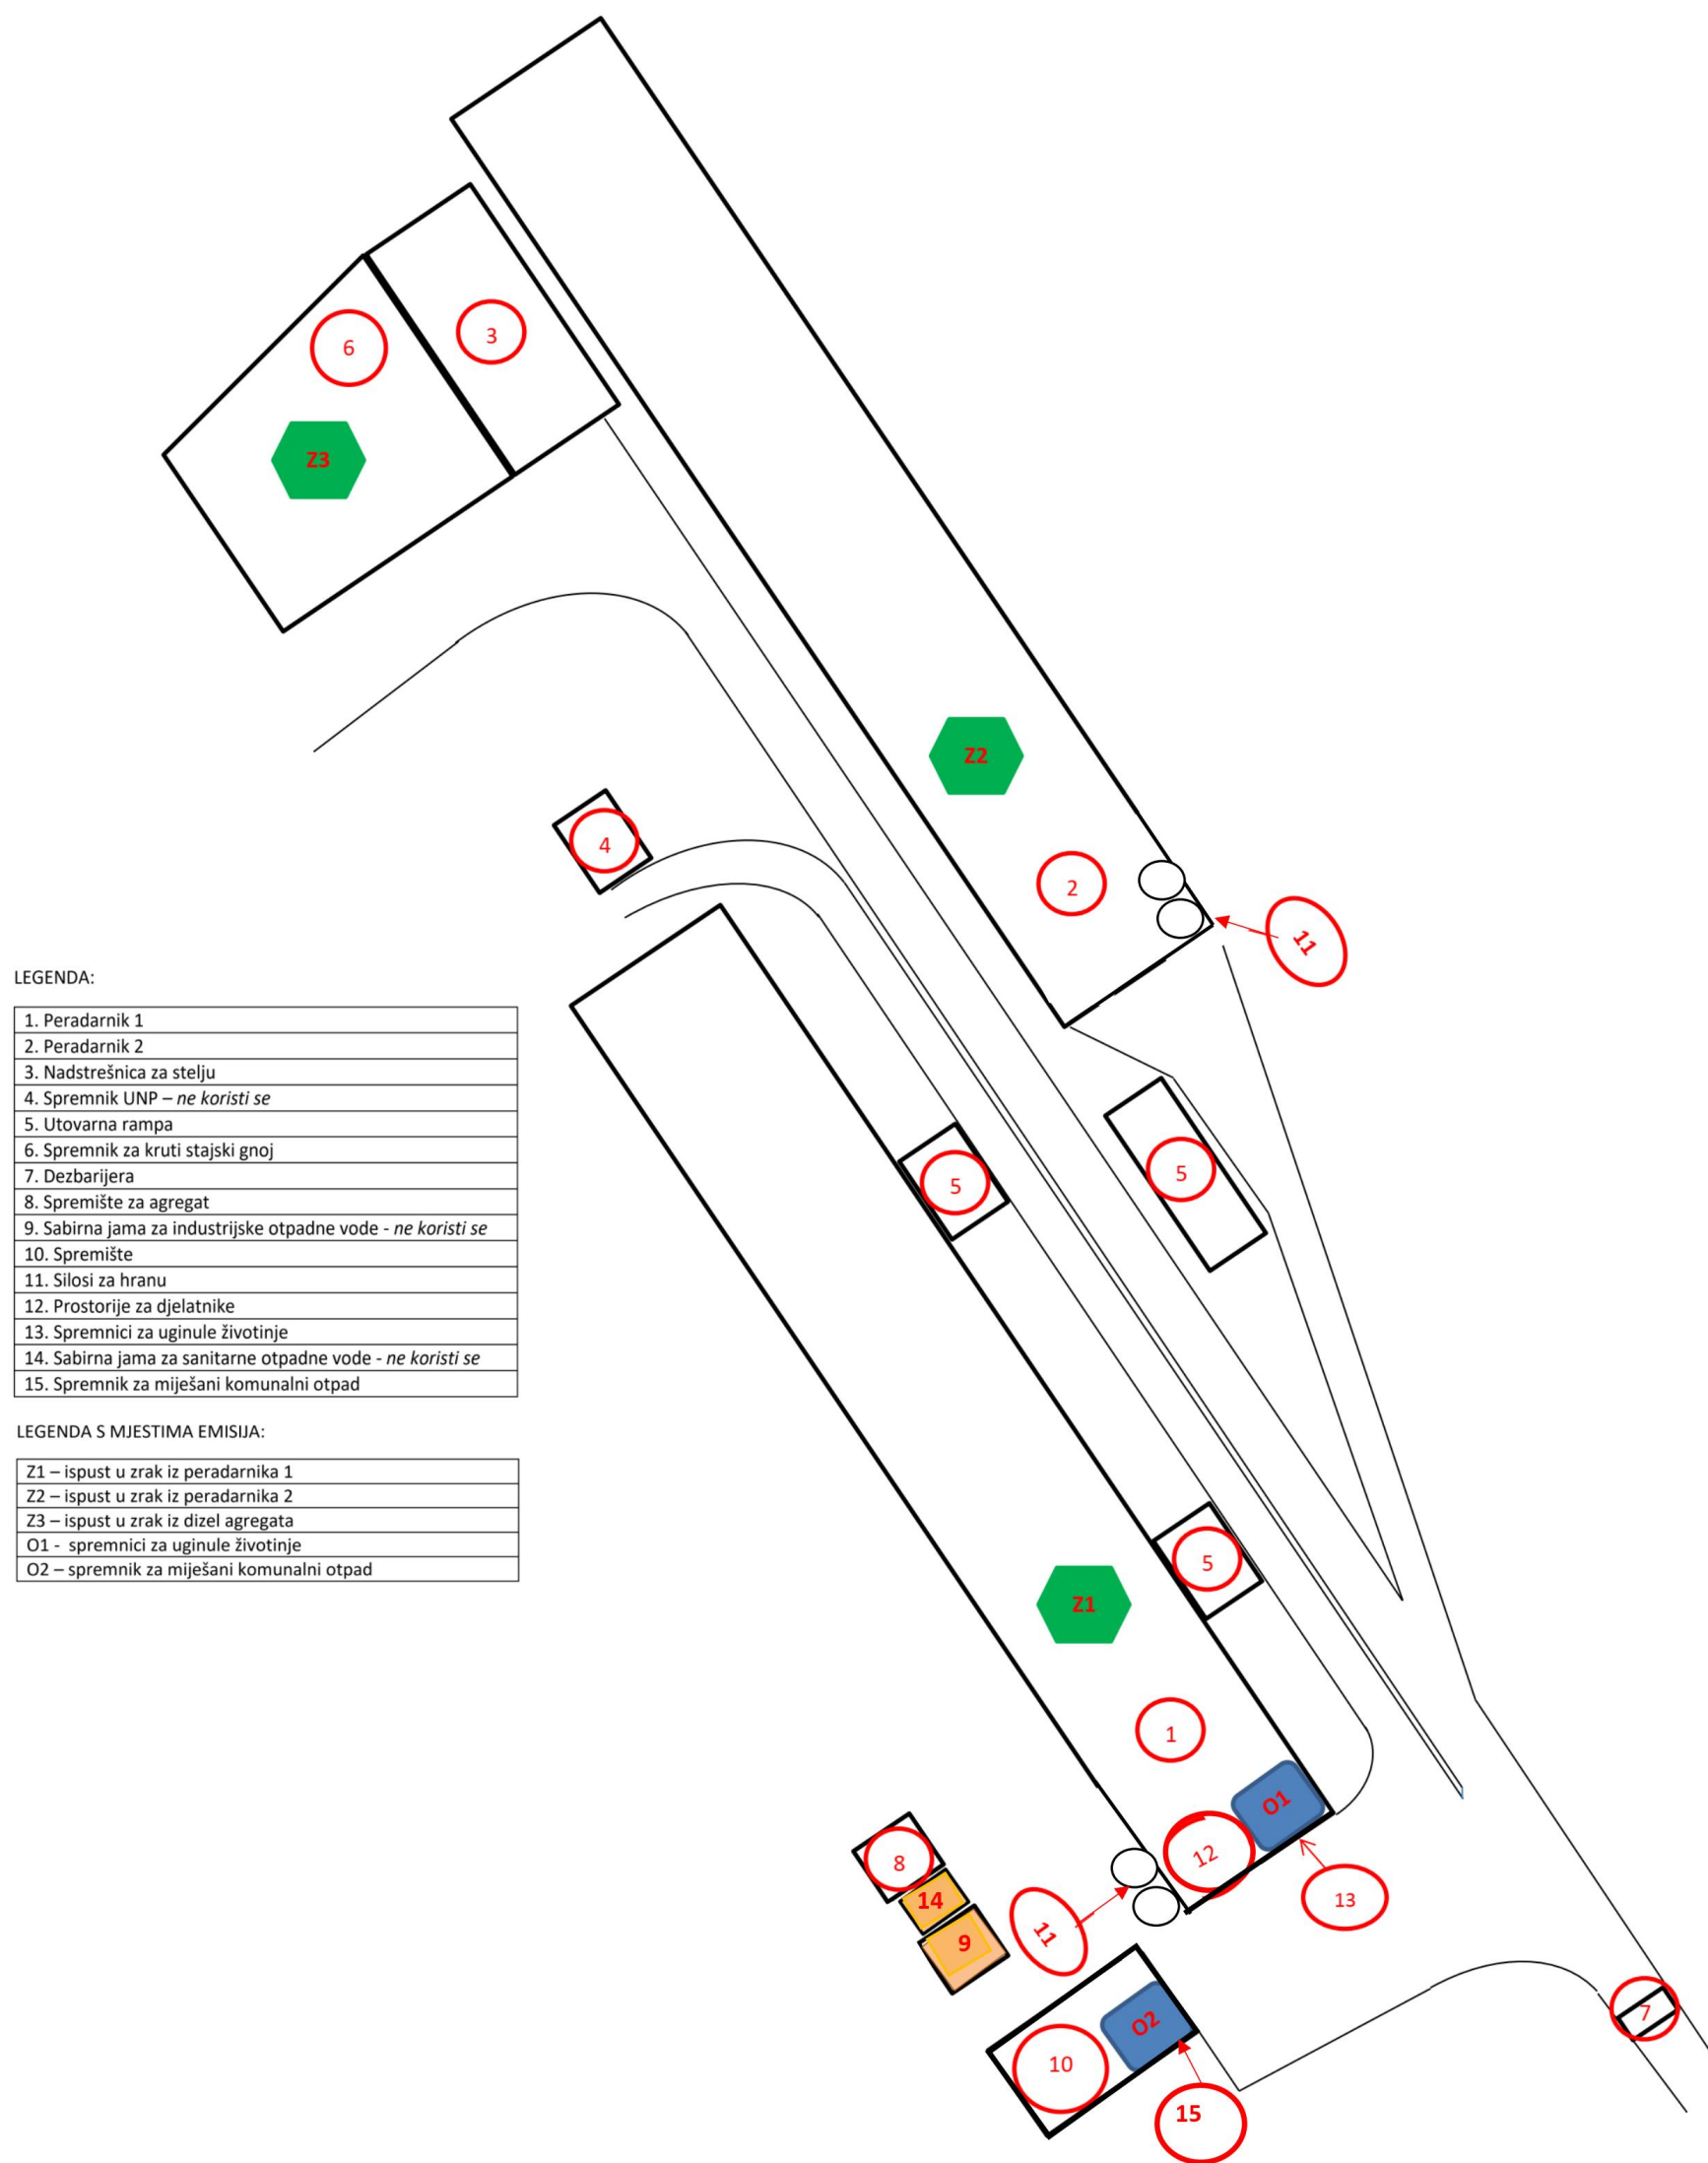 6
3
Z3
Z2
4
2
11
LEGENDA:
1. Peradarnik 1
2. Peradarnik 2
3. Nadstrešnica za stelju
4. Spremnik UNP – ne koristi se
5. Utovarna rampa
6. Spremnik za kruti stajski gnoj
7. Dezbarijera
8. Spremište za agregat
9. Sabirna jama za industrijske otpadne vode - ne koristi se
10. Spremište
11. Silosi za hranu
12. Prostorije za djelatnike
13. Spremnici za uginule životinje
14. Sabirna jama za sanitarne otpadne vode - ne koristi se
15. Spremnik za miješani komunalni otpad
LEGENDA S MJESTIMA EMISIJA:
Z1 – ispust u zrak iz peradarnika 1
Z2 – ispust u zrak iz peradarnika 2
Z3 – ispust u zrak iz dizel agregata
O1 - spremnici za uginule životinje
O2 – spremnik za miješani komunalni otpad
5
5
5
Z1
1
O1
12
8
14
13
11
9
7
O2
10
15